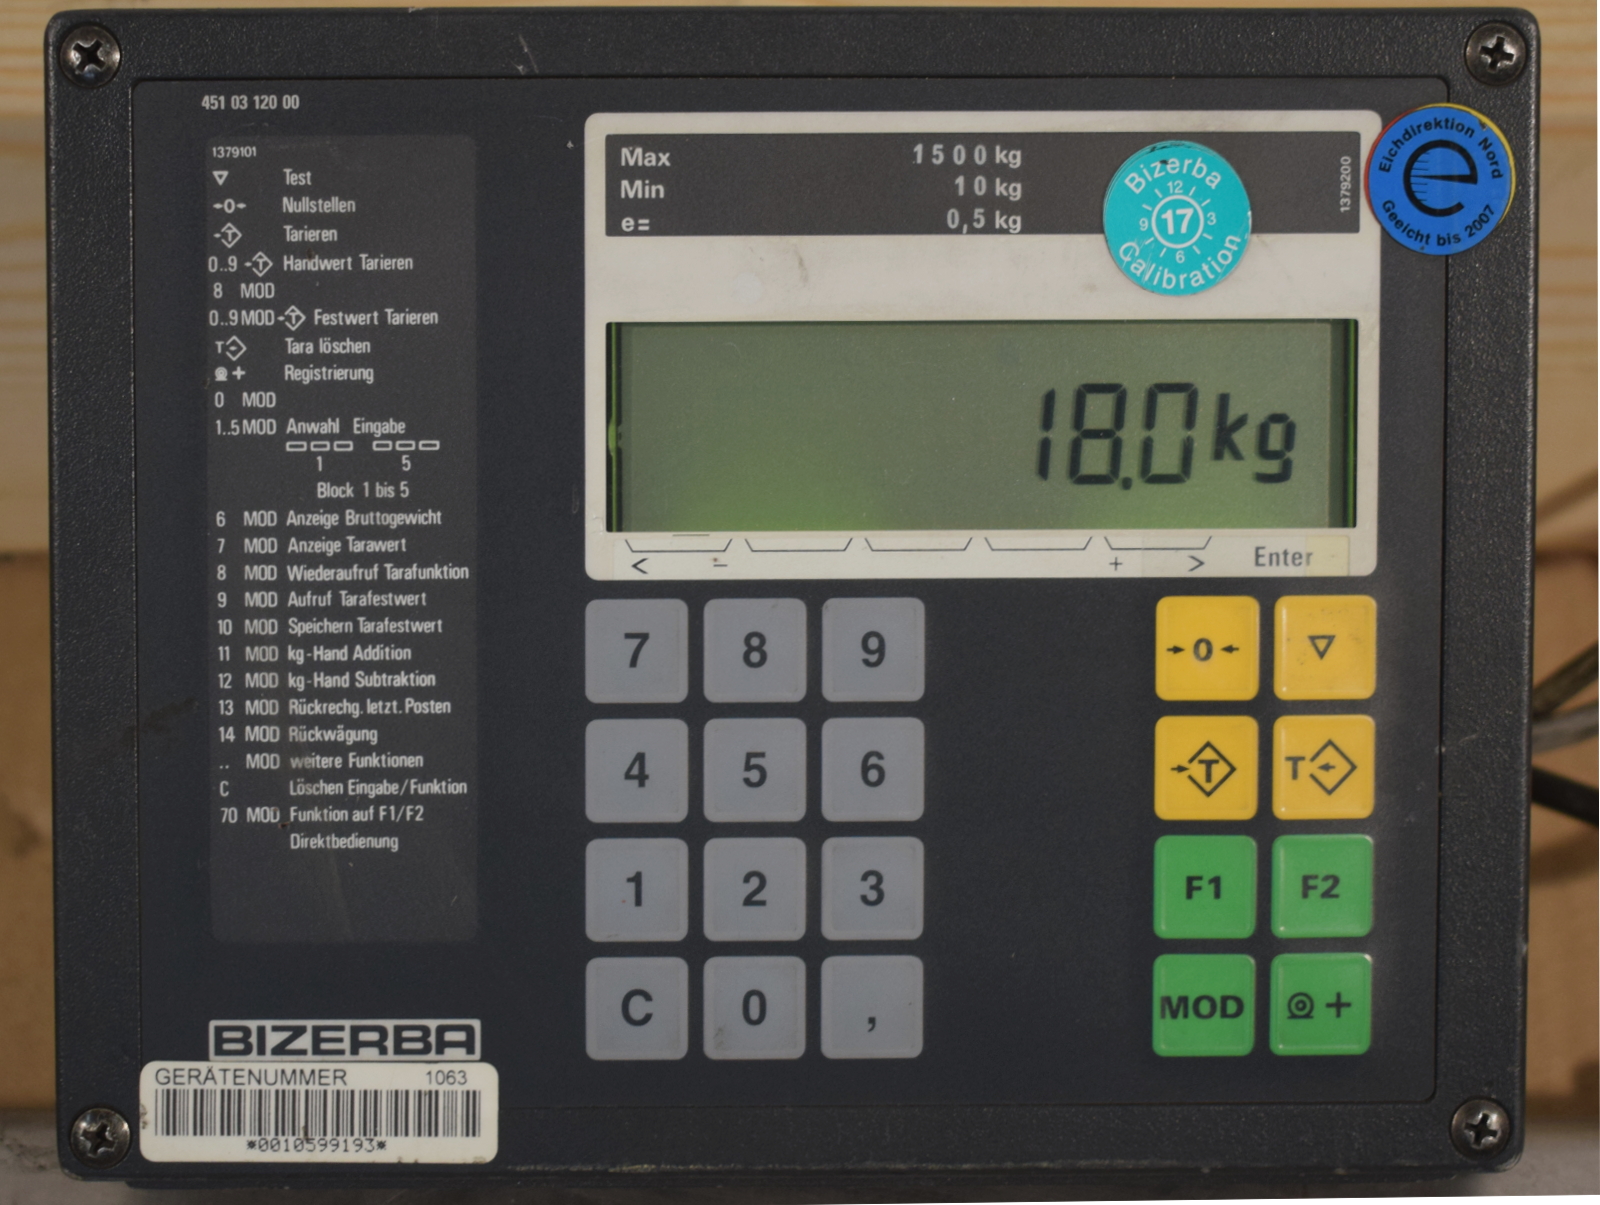 451 03 120 00
1379101
Test
→0← Nullstellen
→T Tarieren
0..9 →T Handwert Tarieren
8 MOD
0..9 MOD →T Festwert Tarieren
T Tara löschen
+ Registrierung
0 MOD
1..5 MOD Anwahl Eingabe
1 5
Block 1 bis 5
6 MOD Anzeige Bruttogewicht
7 MOD Anzeige Tarawert
8 MOD Wiederaufruf Tarafunktion
9 MOD Aufruf Tarafestwert
10 MOD Speichern Tarafestwert
11 MOD kg-Hand Addition
12 MOD kg-Hand Subtraktion
13 MOD Rückrechg. letzt. Posten
14 MOD Rückwägung
.. MOD weitere Funktionen
C Löschen Eingabe/Funktion
70 MOD Funktion auf F1/F2
Direktbedienung
BIZERBA
GERÄTENUMMER 1063
*0010599193*
Max 1500 kg
Min 10 kg
e= 0,5 kg
1379200
Bizerba
12
9 17 3
6
Calibration
Eichdirektion Nord
e
Geeicht bis 2007
18.0 kg
< − + > Enter
7 8 9 →0←
4 5 6 →T T
1 2 3 F1 F2
C 0 , MOD +